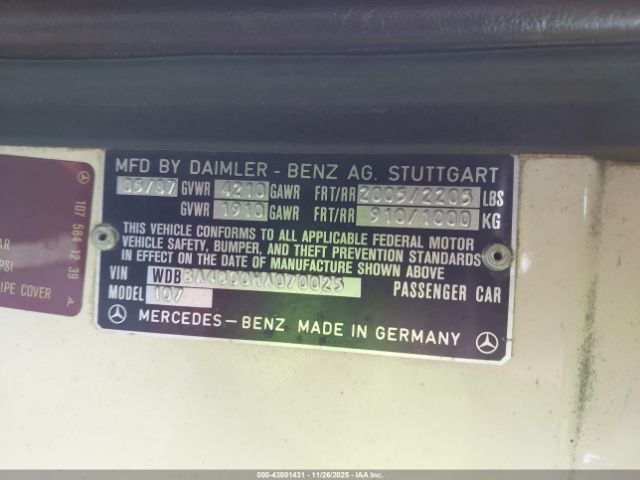 MFD BY DAIMLER - BENZ AG. STUTTGART
05/87 GVWR 4210 GAWR FRT/RR 2005/2205 LBS
GVWR 1910 GAWR FRT/RR 910/1000 KG
THIS VEHICLE CONFORMS TO ALL APPLICABLE FEDERAL MOTOR
VEHICLE SAFETY, BUMPER, AND THEFT PREVENTION STANDARDS
IN EFFECT ON THE DATE OF MANUFACTURE SHOWN ABOVE
VIN WDBBA48D0HA070025 PASSENGER CAR
MODEL 107
MERCEDES-BENZ MADE IN GERMANY
107 584 12 39
AR
PSI
IPE COVER
000-43801431 - 11/26/2025 - IAAI.COM